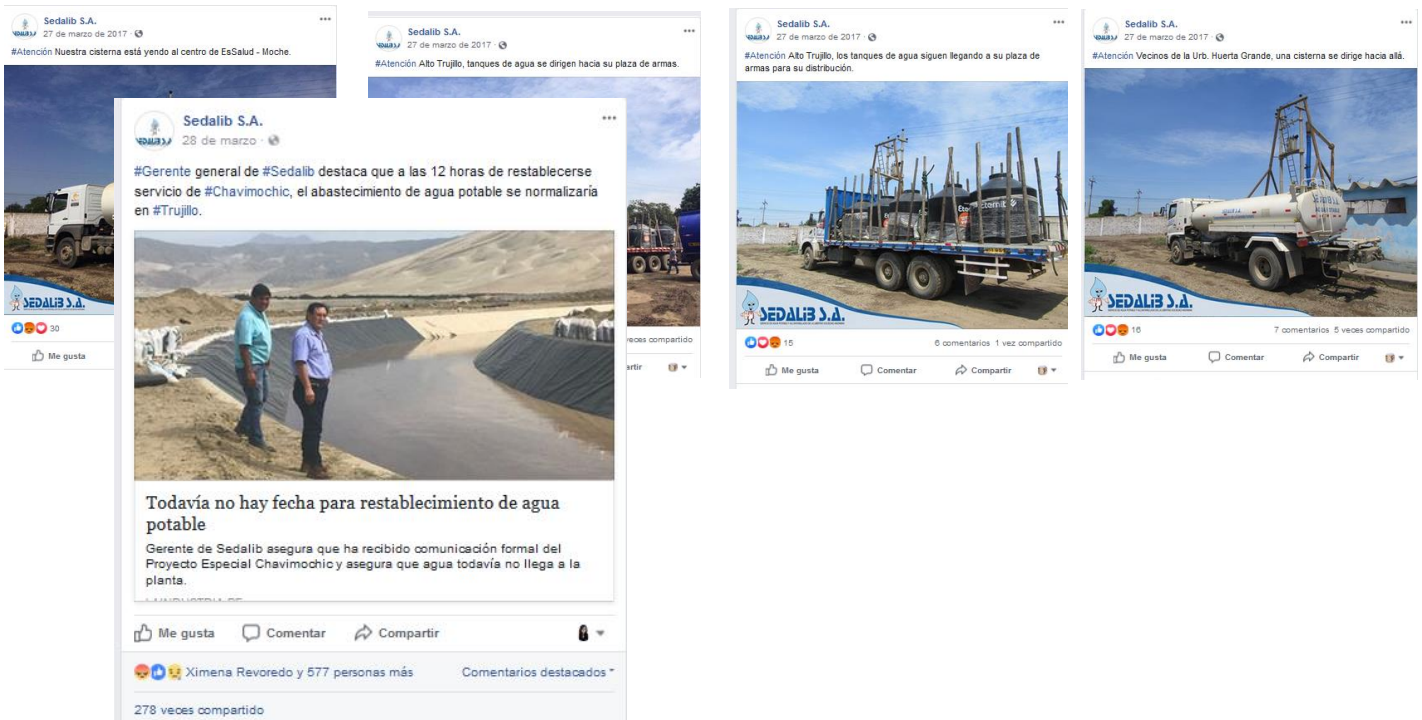 Sedalib S.A.
27 de marzo de 2017
#Atención Nuestra cisterna está yendo al centro de EsSalud - Moche.
SEDALIB S.A.
30
Me gusta
Sedalib S.A.
27 de marzo de 2017
#Atención Alto Trujillo, tanques de agua se dirigen hacia su plaza de armas.
veces compartido
Sedalib S.A.
28 de marzo
#Gerente general de #Sedalib destaca que a las 12 horas de restablecerse
servicio de #Chavimochic, el abastecimiento de agua potable se normalizaría
en #Trujillo.
Todavía no hay fecha para restablecimiento de agua
potable
Gerente de Sedalib asegura que ha recibido comunicación formal del
Proyecto Especial Chavimochic y asegura que agua todavía no llega a la
planta.
Me gusta Comentar Compartir
Ximena Revoredo y 577 personas más Comentarios destacados
278 veces compartido
Sedalib S.A.
27 de marzo de 2017
#Atención Alto Trujillo, los tanques de agua siguen llegando a su plaza de
armas para su distribución.
Eternit
SEDALIB S.A.
15 6 comentarios 1 vez compartido
Me gusta Comentar Compartir
Sedalib S.A.
27 de marzo de 2017
#Atención Vecinos de la Urb. Huerta Grande, una cisterna se dirige hacia allá.
SEDALIB S.A.
16 7 comentarios 5 veces compartido
Me gusta Comentar Compartir